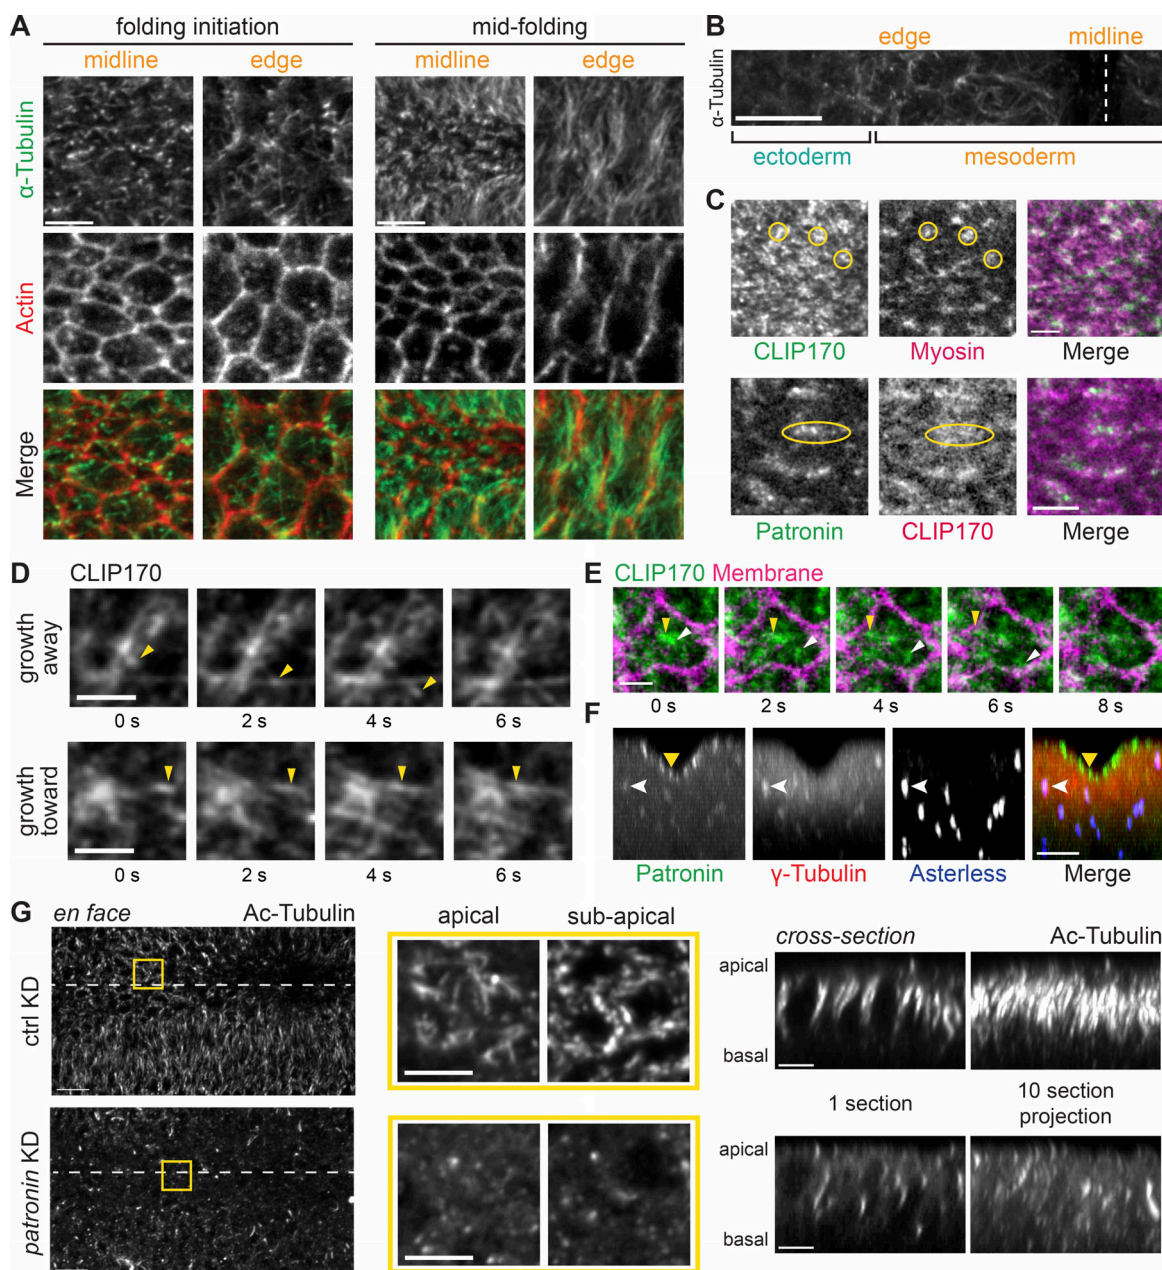 A
folding initiation
mid-folding
midline
edge
midline
edge
α-Tubulin
Actin
Merge
B
edge
midline
α-Tubulin
ectoderm
mesoderm
C
CLIP170
Myosin
Merge
Patronin
CLIP170
Merge
D
CLIP170
growth
away
0 s
2 s
4 s
6 s
growth
toward
0 s
2 s
4 s
6 s
E
CLIP170 Membrane
0 s
2 s
4 s
6 s
8 s
F
Patronin
γ-Tubulin
Asterless
Merge
G
en face
Ac-Tubulin
ctrl KD
patronin KD
apical
sub-apical
cross-section
Ac-Tubulin
apical
basal
1 section
10 section
projection
apical
basal